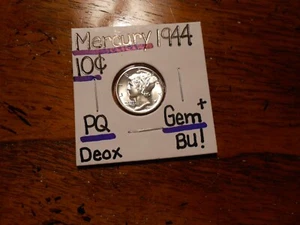 Mercury 1944
10¢
PQ Gem+
Deox BU!